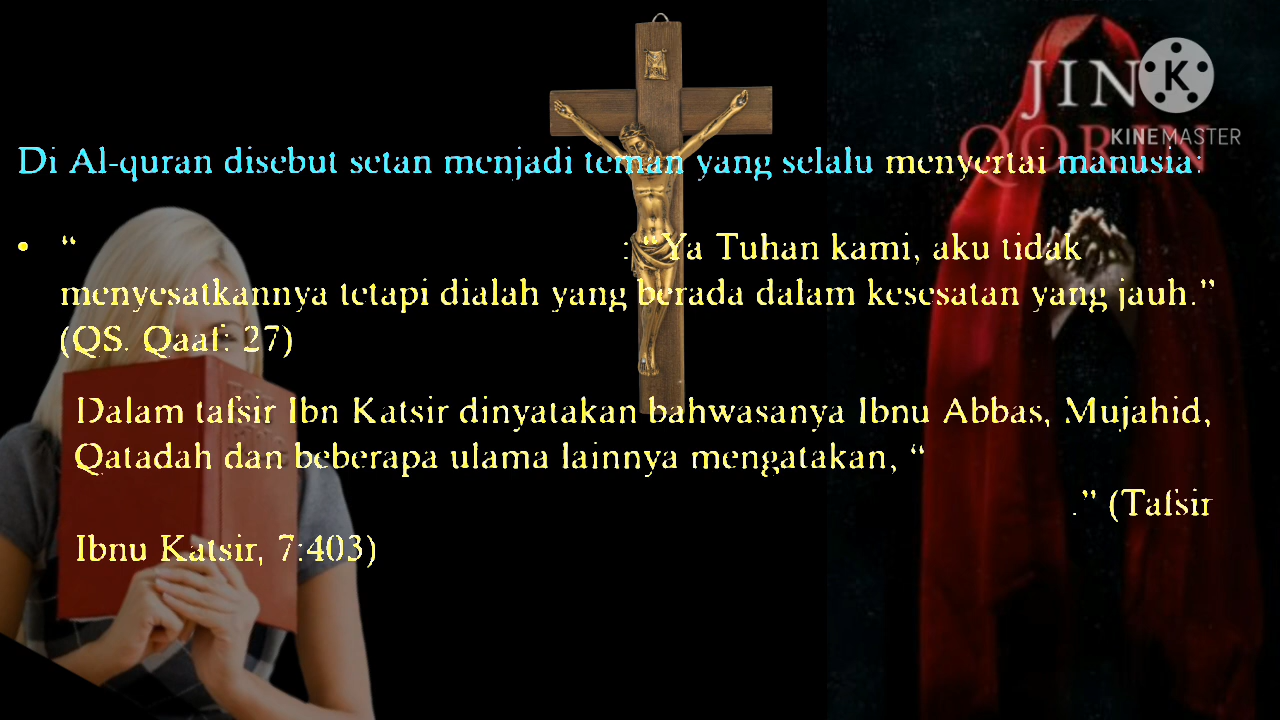 JIN
QORIN
KINEMASTER
Di Al-quran disebut setan menjadi teman yang selalu menyertai manusia:
• “ : “Ya Tuhan kami, aku tidak
menyesatkannya tetapi dialah yang berada dalam kesesatan yang jauh.”
(QS. Qaaf: 27)
Dalam tafsir Ibn Katsir dinyatakan bahwasanya Ibnu Abbas, Mujahid,
Qatadah dan beberapa ulama lainnya mengatakan, “
.” (Tafsir
Ibnu Katsir, 7:403)